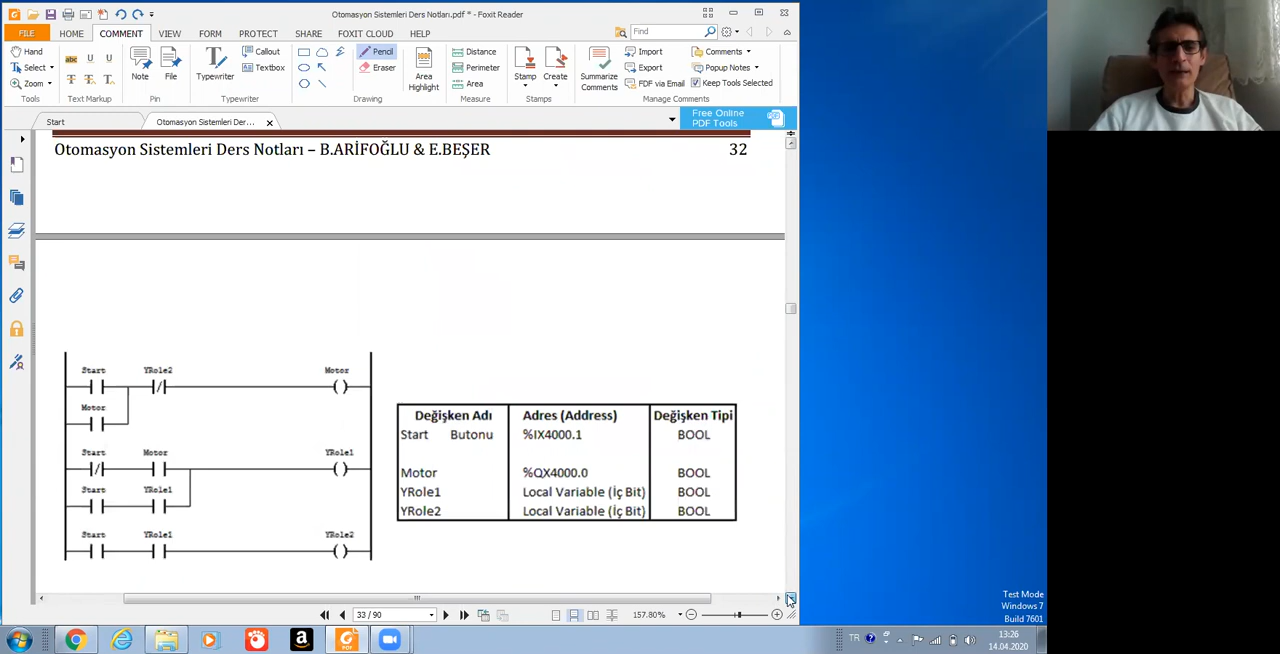 Otomasyon Sistemleri Ders Notları.pdf * - Foxit Reader
FILE HOME COMMENT VIEW FORM PROTECT SHARE FOXIT CLOUD HELP
Find
Hand
Select
Zoom
Tools
Text Markup
Note
File
Pin
Typewriter
Callout
Textbox
Typewriter
Pencil
Eraser
Drawing
Area Highlight
Distance
Perimeter
Area
Measure
Stamp
Create
Stamps
Summarize Comments
Import
Export
FDF via Email
Comments
Popup Notes
Keep Tools Selected
Manage Comments
Start
Otomasyon Sistemleri Der...
Free Online
PDF Tools
Otomasyon Sistemleri Ders Notları – B.ARİFOĞLU & E.BEŞER 32
Start YRole2 Motor
Motor
Start Motor YRole1
Start YRole1
Start YRole1 YRole2
Değişken Adı Adres (Address) Değişken Tipi
Start Butonu %IX4000.1 BOOL
Motor %QX4000.0 BOOL
YRole1 Local Variable (İç Bit) BOOL
YRole2 Local Variable (İç Bit) BOOL
33 / 90
157.80%
Test Mode
Windows 7
Build 7601
TR
13:26
14.04.2020